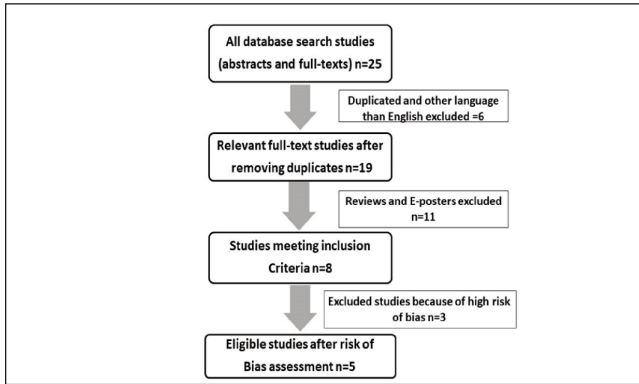 All database search studies
(abstracts and full-texts) n=25
Duplicated and other language
than English excluded =6
Relevant full-text studies after
removing duplicates n=19
Reviews and E-posters excluded
n=11
Studies meeting inclusion
Criteria n=8
Excluded studies because of high risk
of bias n=3
Eligible studies after risk of
Bias assessment n=5